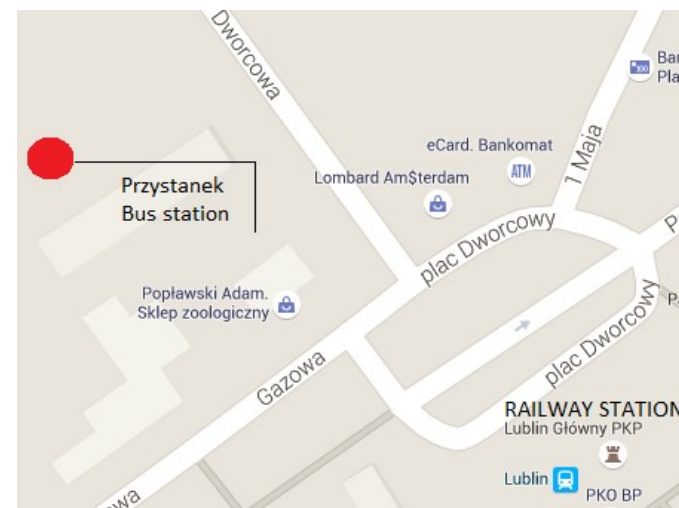 Dworcowa
Bar
Pla
eCard. Bankomat
ATM
1 Maja
Lombard Am$terdam
Przystanek
Bus station
plac Dworcowy
P
Popławski Adam.
Sklep zoologiczny
P
Gazowa
plac Dworcowy
RAILWAY STATION
Lublin Główny PKP
Lublin
PKO BP
owa